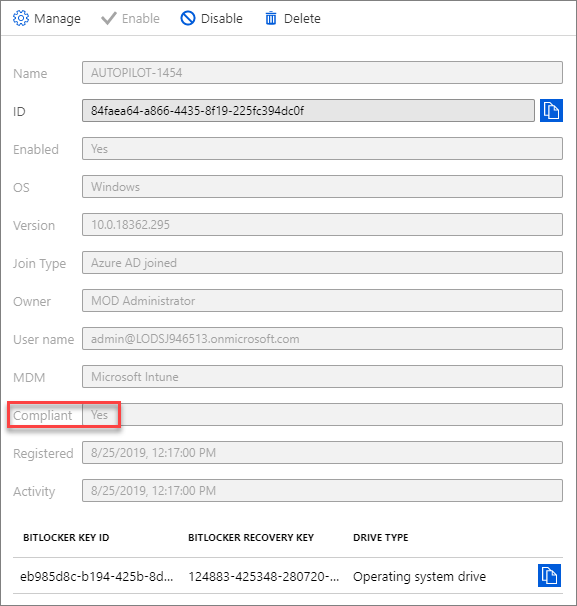 Manage Enable Disable Delete
Name AUTOPILOT-1454
ID 84faea64-a866-4435-8f19-225fc394dc0f
Enabled Yes
OS Windows
Version 10.0.18362.295
Join Type Azure AD joined
Owner MOD Administrator
User name admin@LODSJ946513.onmicrosoft.com
MDM Microsoft Intune
Compliant Yes
Registered 8/25/2019, 12:17:00 PM
Activity 8/25/2019, 12:17:00 PM
BITLOCKER KEY ID BITLOCKER RECOVERY KEY DRIVE TYPE
eb985d8c-b194-425b-8d... 124883-425348-280720-... Operating system drive